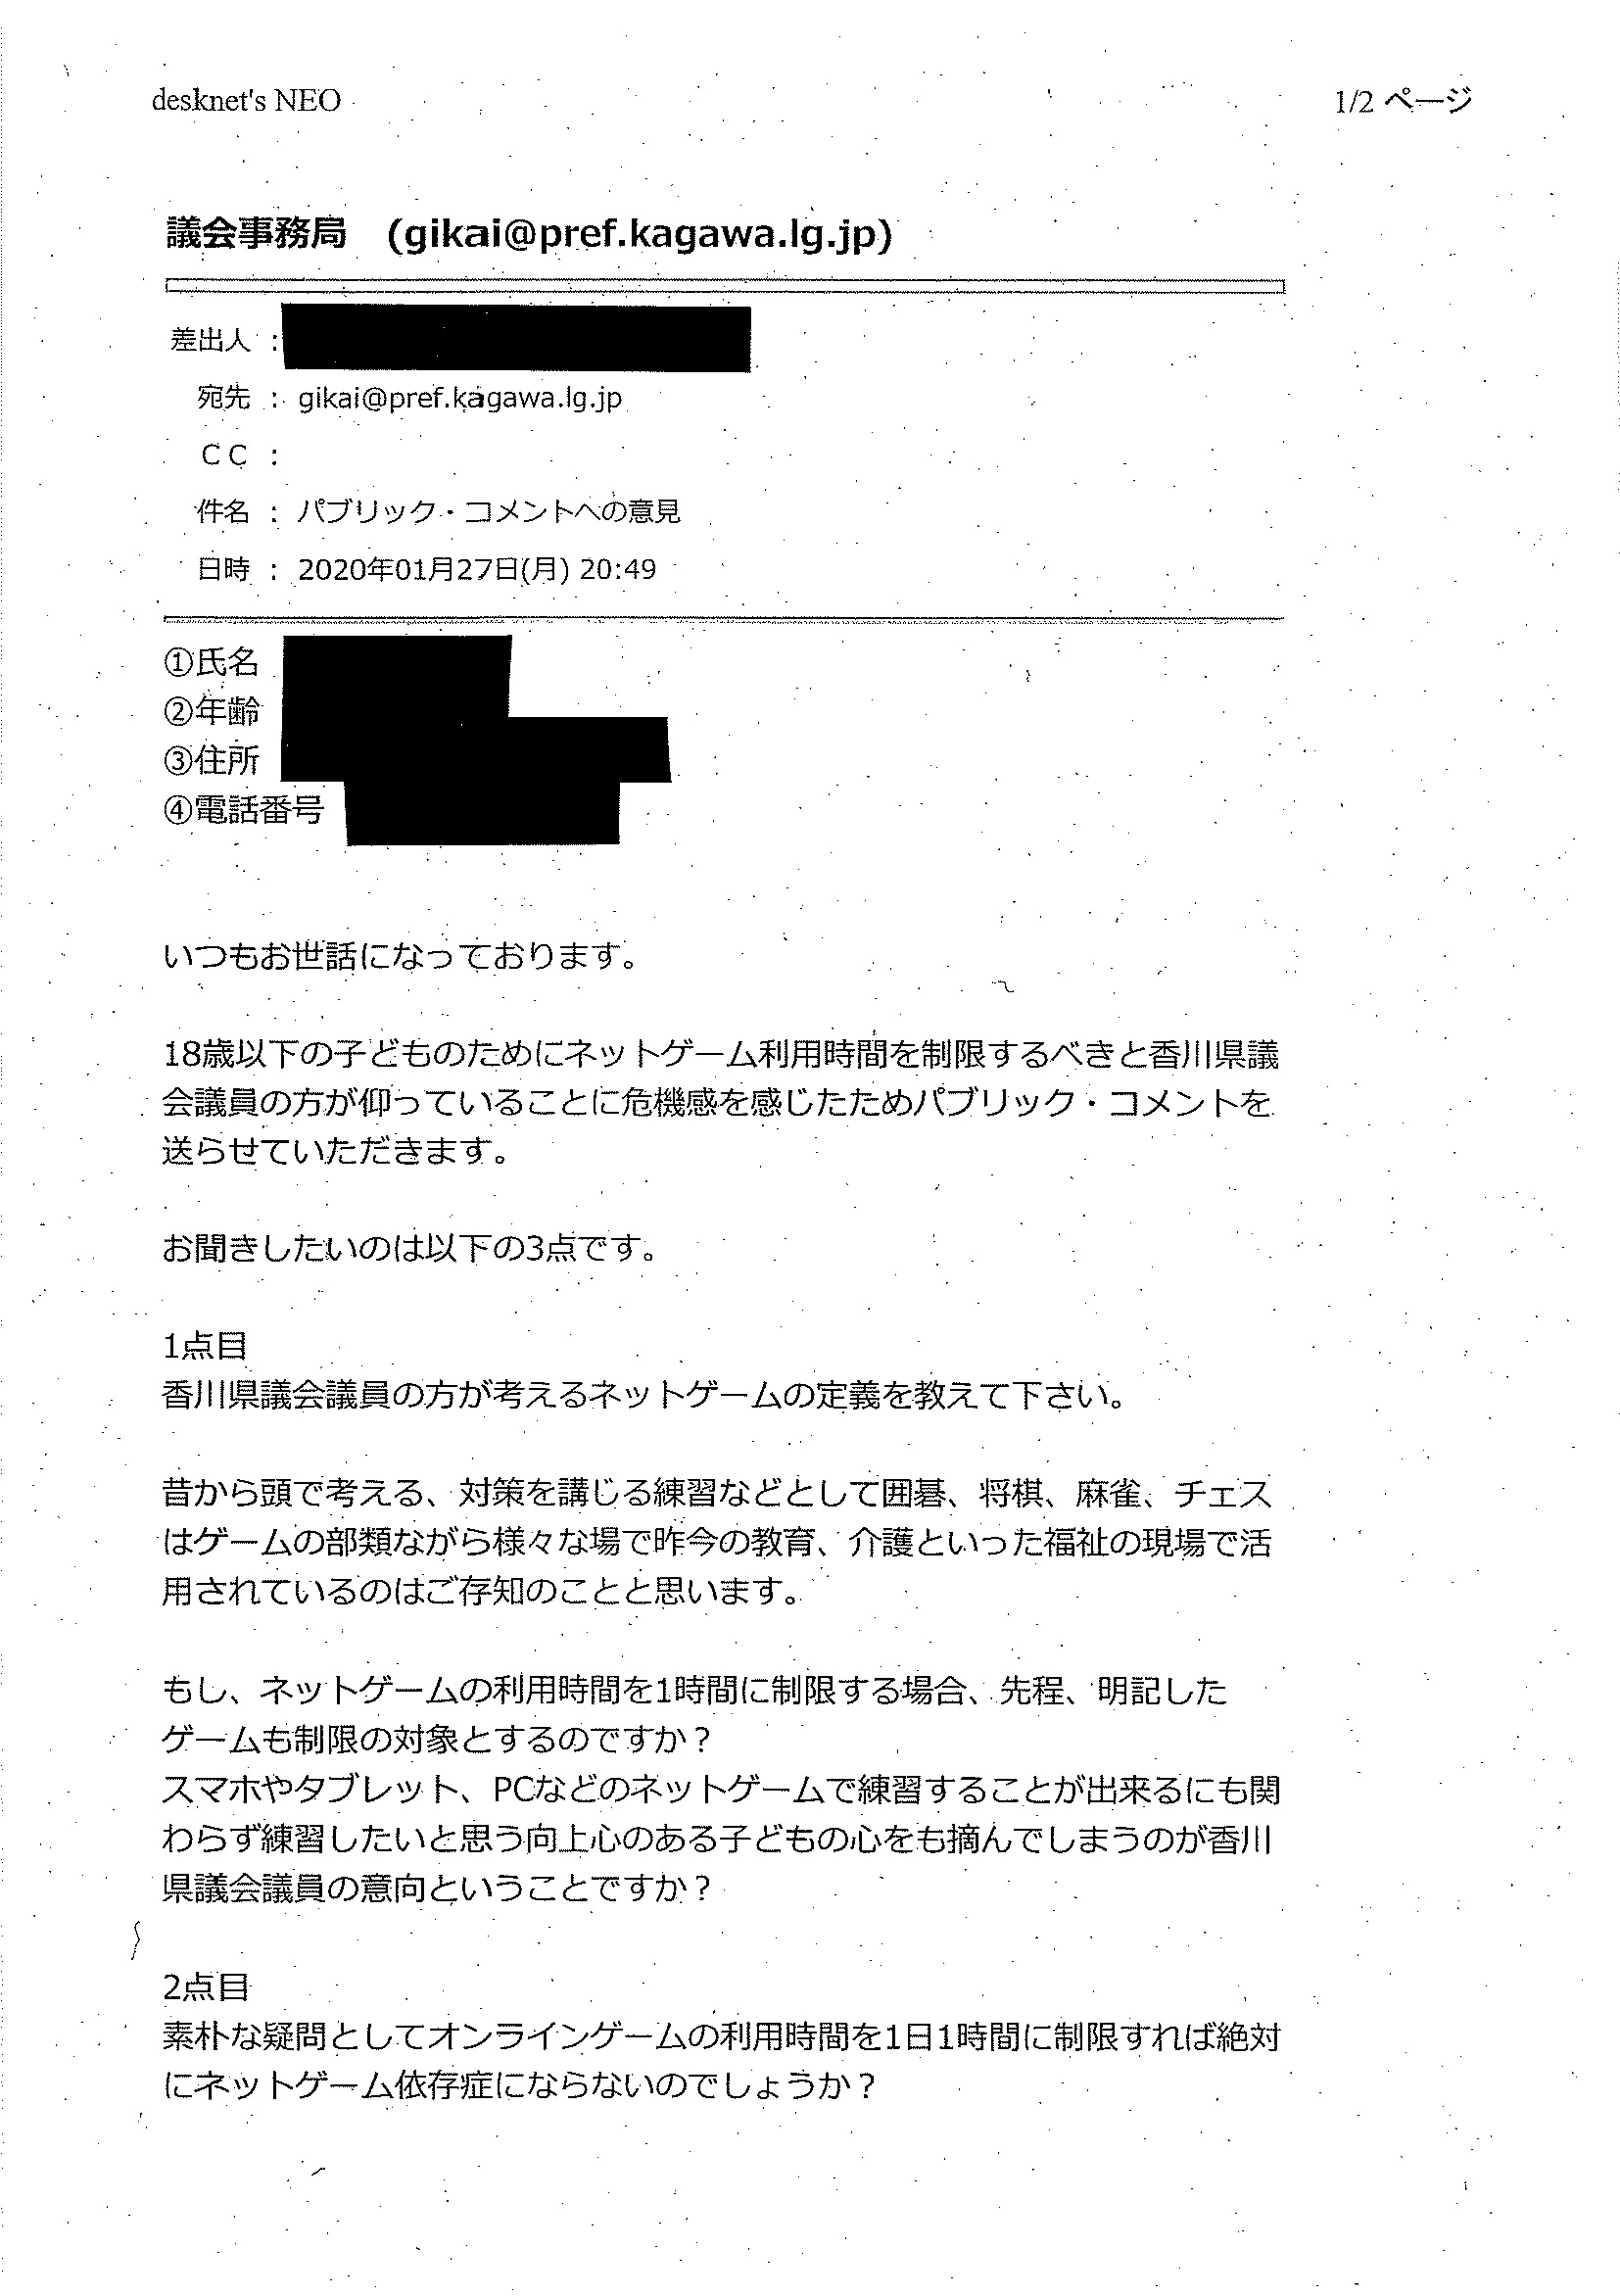 desknet's NEO
1/2 ページ
議会事務局 (gikai@pref.kagawa.lg.jp)
差出人 :
宛先 : gikai@pref.kagawa.lg.jp
CC :
件名 : パブリック・コメントへの意見
日時 : 2020年01月27日(月) 20:49
①氏名
②年齢
③住所
④電話番号
いつもお世話になっております。
18歳以下の子どものためにネットゲーム利用時間を制限するべきと香川県議
会議員の方が仰っていることに危機感を感じたためパブリック・コメントを
送らせていただきます。
お聞きしたいのは以下の3点です。
1点目
香川県議会議員の方が考えるネットゲームの定義を教えて下さい。
昔から頭で考える、対策を講じる練習などとして囲碁、将棋、麻雀、チェス
はゲームの部類ながら様々な場で昨今の教育、介護といった福祉の現場で活
用されているのはご存知のことと思います。
もし、ネットゲームの利用時間を1時間に制限する場合、先程、明記した
ゲームも制限の対象とするのですか？
スマホやタブレット、PCなどのネットゲームで練習することが出来るにも関
わらず練習したいと思う向上心のある子どもの心をも摘んでしまうのが香川
県議会議員の意向ということですか？
2点目
素朴な疑問としてオンラインゲームの利用時間を1日1時間に制限すれば絶対
にネットゲーム依存症にならないのでしょうか？